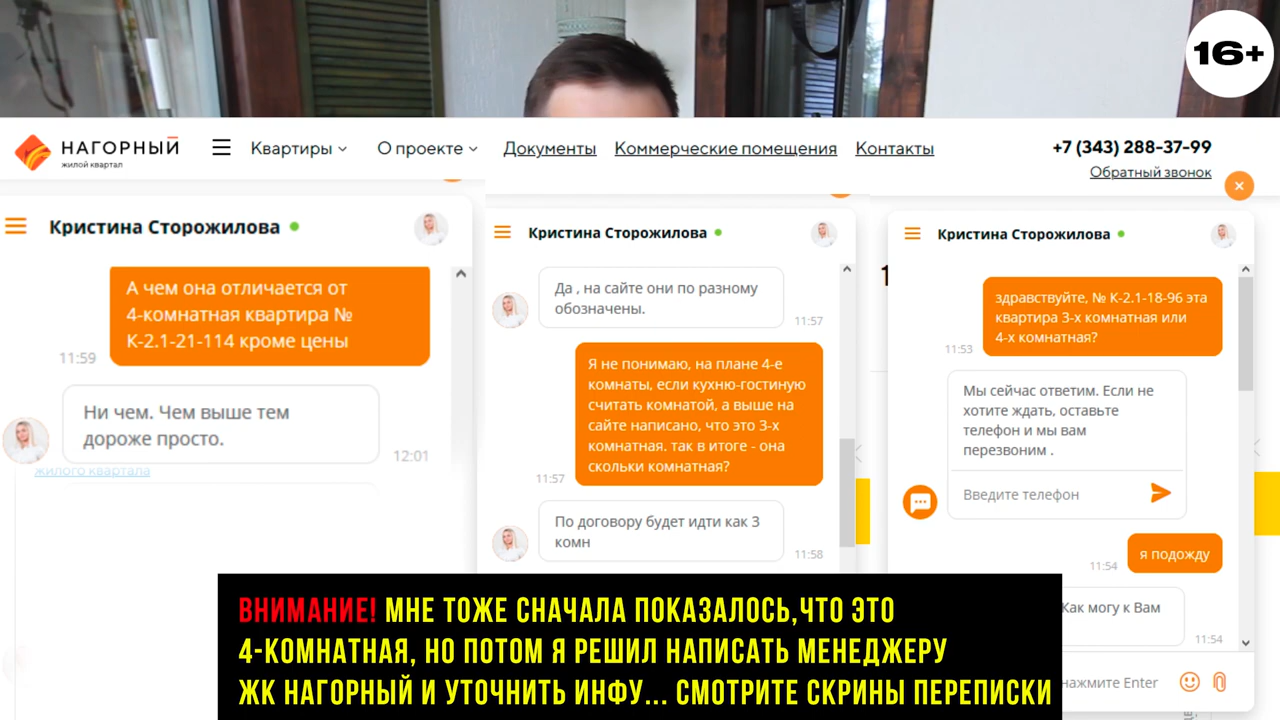 16+
НАГОРНЫЙ
жилой квартал
Квартиры
О проекте
Документы
Коммерческие помещения
Контакты
+7 (343) 288-37-99
Обратный звонок
Кристина Сторожилова
А чем она отличается от
4-комнатная квартира №
К-2.1-21-114 кроме цены
11:59
Ни чем. Чем выше тем
дороже просто.
12:01
жилого квартала
Кристина Сторожилова
Да , на сайте они по разному
обозначены.
11:57
Я не понимаю, на плане 4-е
комнаты, если кухню-гостиную
считать комнатой, а выше на
сайте написано, что это 3-х
комнатная. так в итоге - она
скольки комнатная?
11:57
По договору будет идти как 3
комн
11:58
1
Кристина Сторожилова
здравствуйте, № К-2.1-18-96 эта
квартира 3-х комнатная или
4-х комнатная?
11:53
Мы сейчас ответим. Если не
хотите ждать, оставьте
телефон и мы вам
перезвоним .
Введите телефон
я подожду
11:54
Как могу к Вам
11:54
нажмите Enter
ВНИМАНИЕ! МНЕ ТОЖЕ СНАЧАЛА ПОКАЗАЛОСЬ,ЧТО ЭТО
4-КОМНАТНАЯ, НО ПОТОМ Я РЕШИЛ НАПИСАТЬ МЕНЕДЖЕРУ
ЖК НАГОРНЫЙ И УТОЧНИТЬ ИНФУ... СМОТРИТЕ СКРИНЫ ПЕРЕПИСКИ